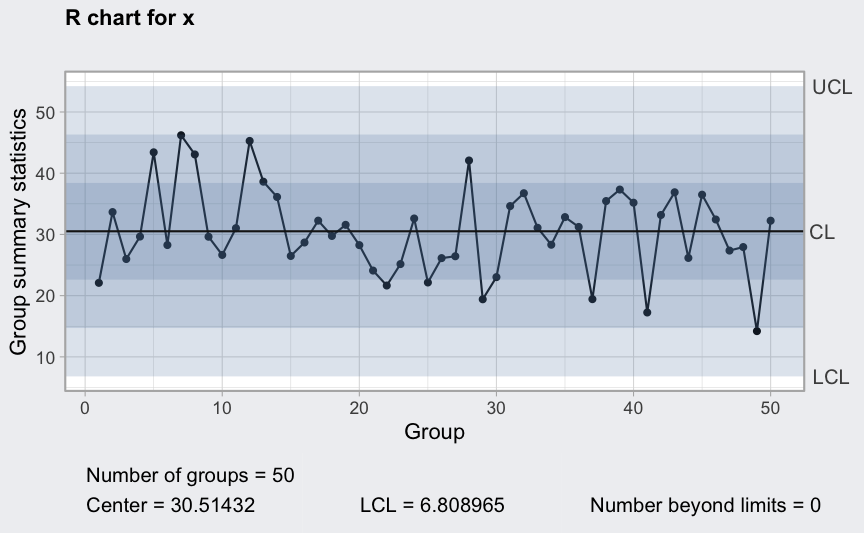 R chart for x
UCL
CL
LCL
Group summary statistics
50
40
30
20
10
0
10
20
30
40
50
Group
Number of groups = 50
Center = 30.51432
LCL = 6.808965
Number beyond limits = 0